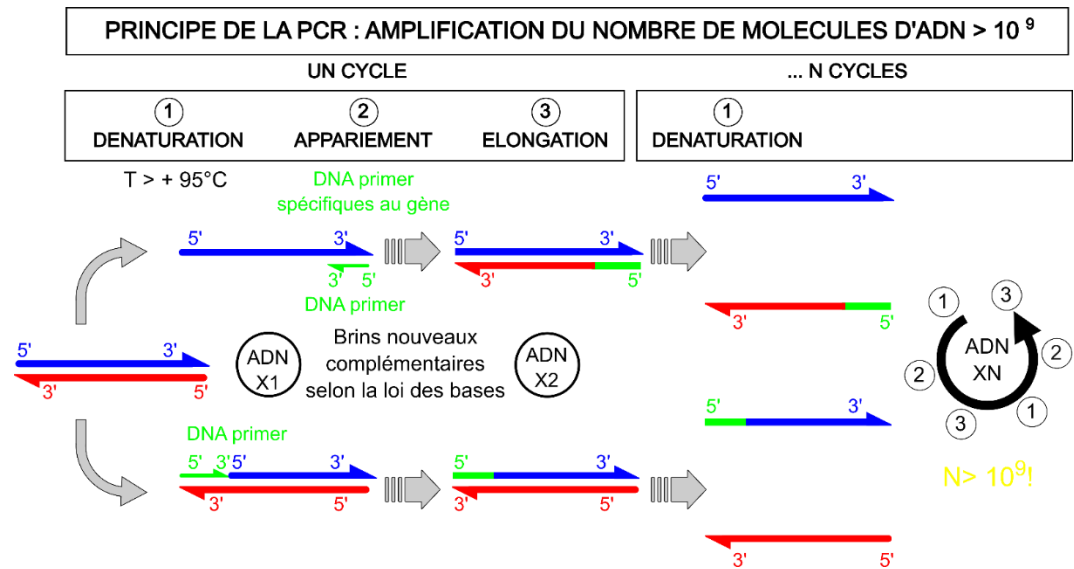 PRINCIPE DE LA PCR : AMPLIFICATION DU NOMBRE DE MOLECULES D'ADN > 10 9
UN CYCLE
... N CYCLES
1
2
3
1
DENATURATION
APPARIEMENT
ELONGATION
DENATURATION
T > + 95°C
DNA primer
spécifiques au gène
5' 3'
5' 3'
5' 3'
3' 5'
3' 5'
DNA primer
3' 5'
5' 3'
3' 5'
ADN
X1
Brins nouveaux
complémentaires
selon la loi des bases
ADN
X2
1
3
2
2
3
1
ADN
XN
DNA primer
5' 3' 5' 3'
3' 5'
5' 3'
3' 5'
5' 3'
3' 5'
N> 10 9!